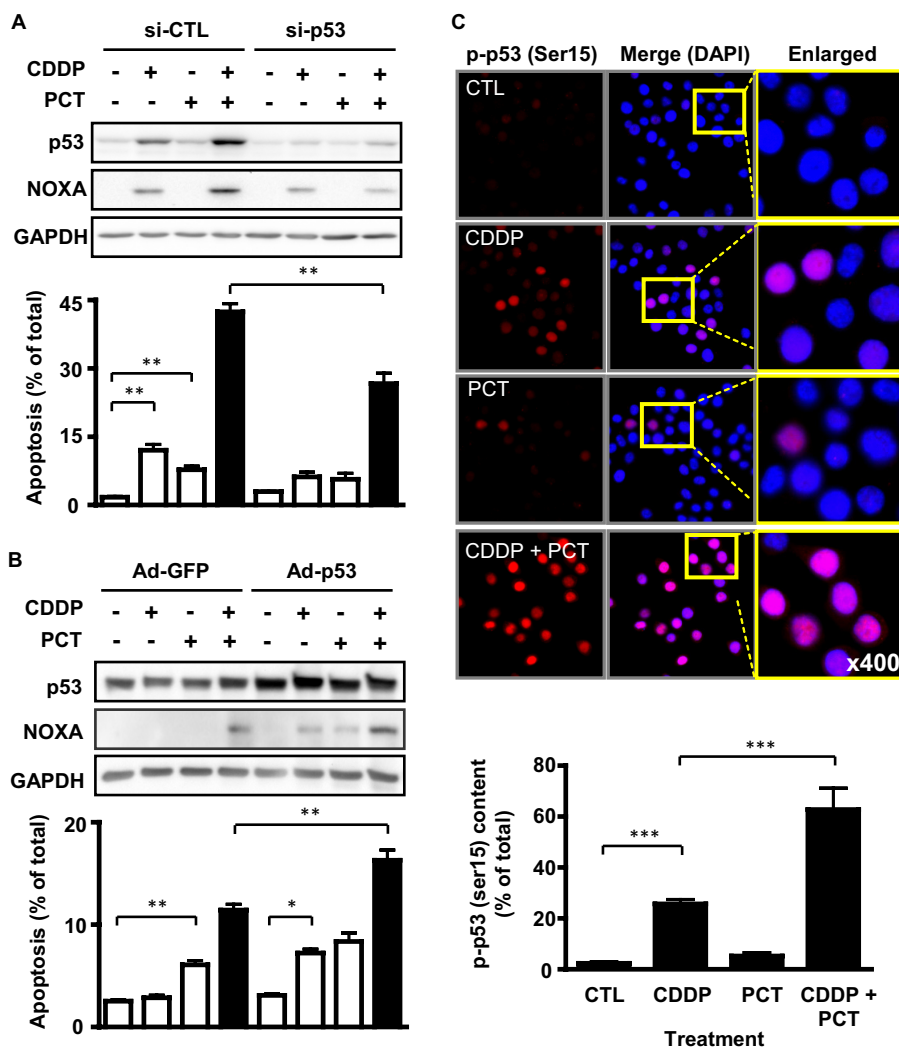 A
si-CTL si-p53
CDDP - + - + - + - +
PCT - - + + - - + +
p53
NOXA
GAPDH
**
**
**
Apoptosis (% of total)
45
30
15
0
B
Ad-GFP Ad-p53
CDDP - + - + - + - +
PCT - - + + - - + +
p53
NOXA
GAPDH
**
**
*
Apoptosis (% of total)
20
10
0
C
p-p53 (Ser15) Merge (DAPI) Enlarged
CTL
CDDP
PCT
CDDP + PCT
x400
***
***
p-p53 (ser15) content
(% of total)
80
60
40
20
0
CTL CDDP PCT CDDP +
PCT
Treatment